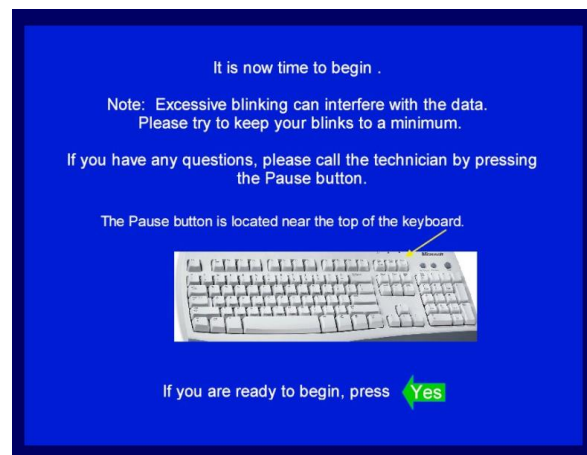 It is now time to begin .
Note: Excessive blinking can interfere with the data.
Please try to keep your blinks to a minimum.
If you have any questions, please call the technician by pressing
the Pause button.
The Pause button is located near the top of the keyboard.
Microsoft
If you are ready to begin, press Yes